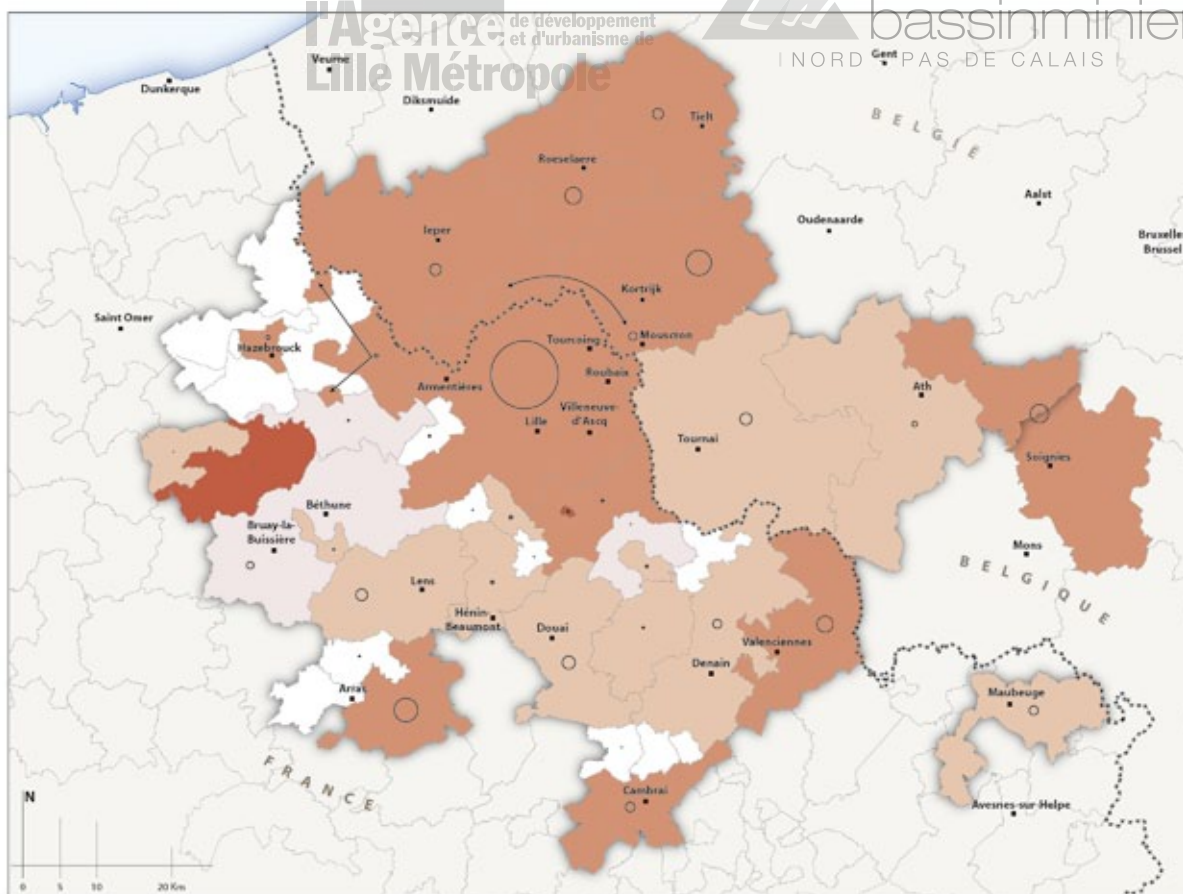 l'Agence de développement
et d'urbanisme de
Lille Métropole
bassinminier
NORD PAS DE CALAIS
Veurne
Gent
Dunkerque
Diksmuide
Tielt
BELGIË
Roeselaere
Aalst
Oudenaarde
Ieper
Bruxelles
Brussel
Kortrijk
Saint Omer
Mouscron
Tourcoing
Hazebrouck
Roubaix
Armentières
Ath
Villeneuve-
d'Ascq
Lille
Tournai
Soignies
Béthune
Bruay-la-
Buissière
Mons
BELGIQUE
Lens
Hénin-
Beaumont
Douai
Valenciennes
Denain
Arras
Maubeuge
FRANCE
Cambrai
Avesnes-sur-Helpe
N
0 5 10 20 Km